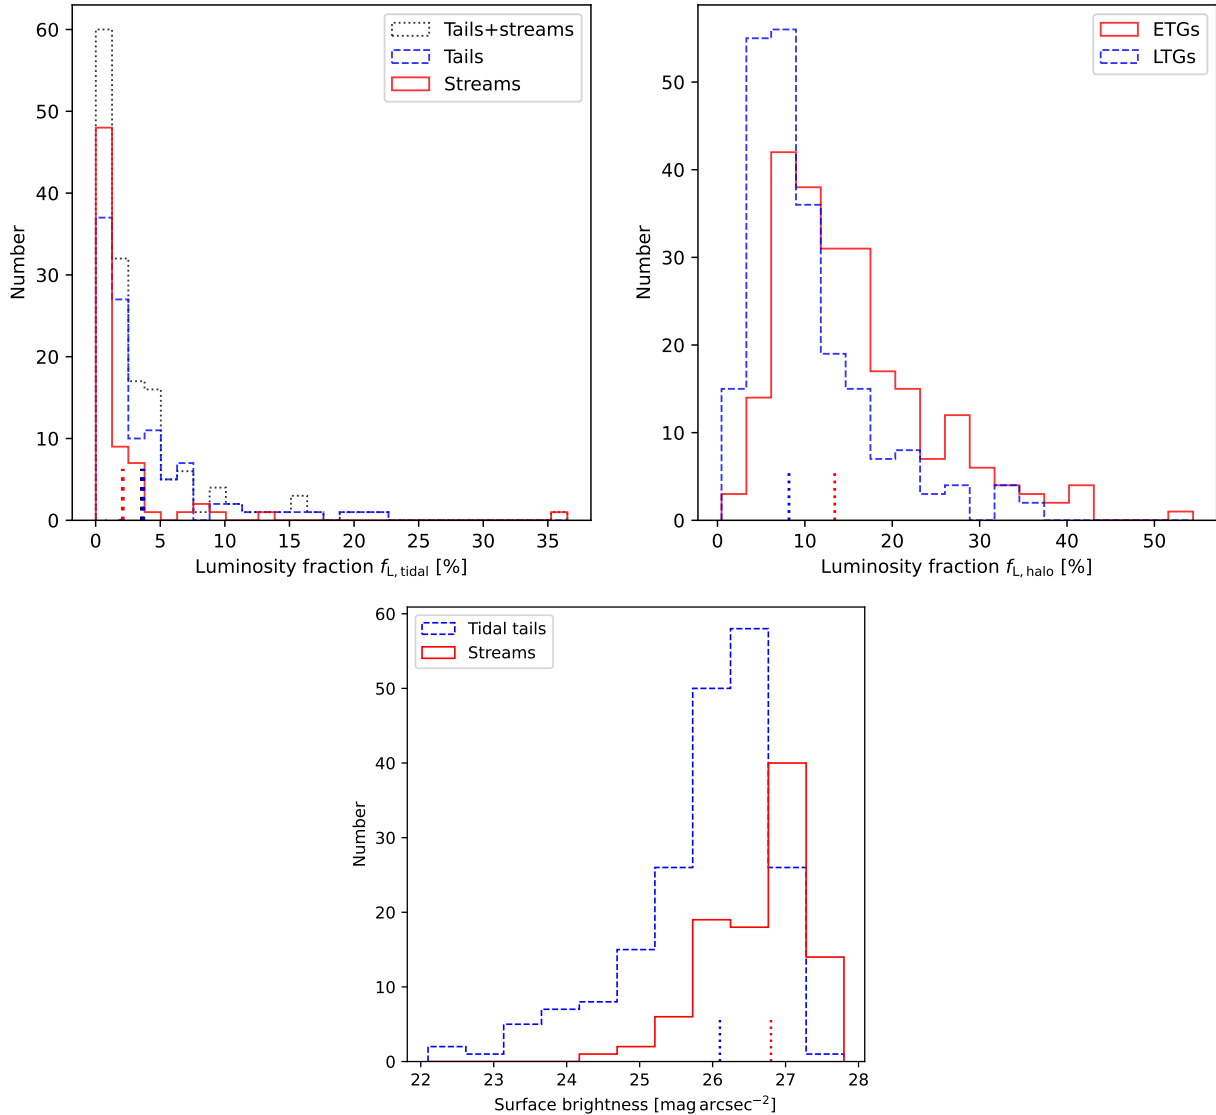 60
50
40
30
20
10
0
Number
0 5 10 15 20 25 30 35
Luminosity fraction f_L, tidal [%]
Tails+streams
Tails
Streams
50
40
30
20
10
0
Number
0 10 20 30 40 50
Luminosity fraction f_L, halo [%]
ETGs
LTGs
60
50
40
30
20
10
0
Number
22 23 24 25 26 27 28
Surface brightness [mag arcsec⁻²]
Tidal tails
Streams